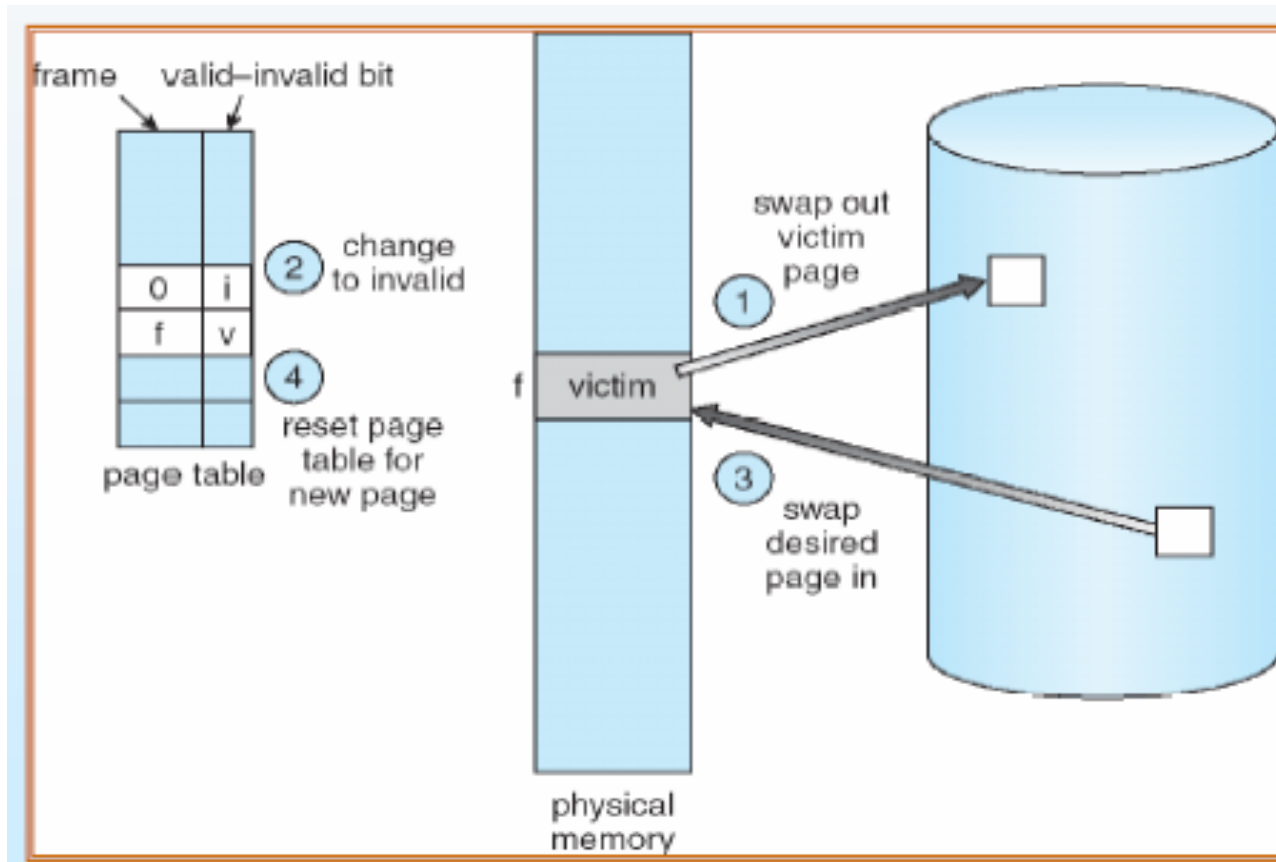 frame
valid–invalid bit
0
i
f
v
2
change
to invalid
4
reset page
table for
new page
page table
f
victim
physical
memory
swap out
victim
page
1
3
swap
desired
page in